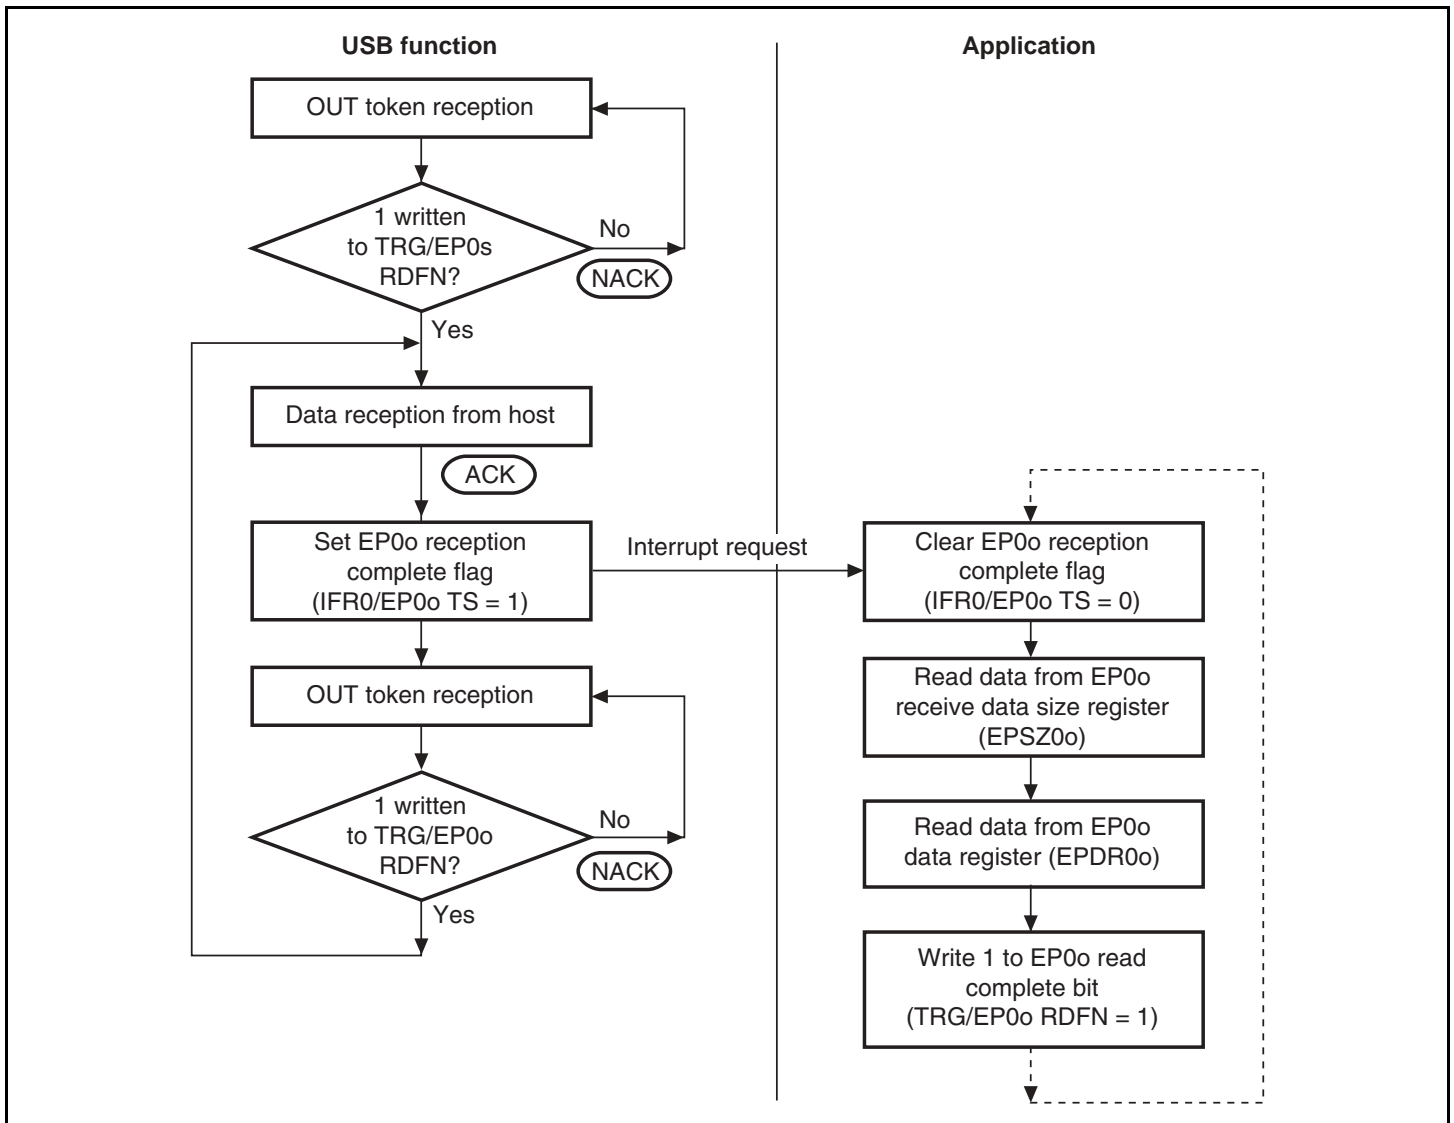 USB function
Application
OUT token reception
1 written
to TRG/EP0s
RDFN?
No
NACK
Yes
Data reception from host
ACK
Set EP0o reception
complete flag
(IFR0/EP0o TS = 1)
Interrupt request
Clear EP0o reception
complete flag
(IFR0/EP0o TS = 0)
OUT token reception
Read data from EP0o
receive data size register
(EPSZ0o)
1 written
to TRG/EP0o
RDFN?
No
NACK
Yes
Read data from EP0o
data register (EPDR0o)
Write 1 to EP0o read
complete bit
(TRG/EP0o RDFN = 1)